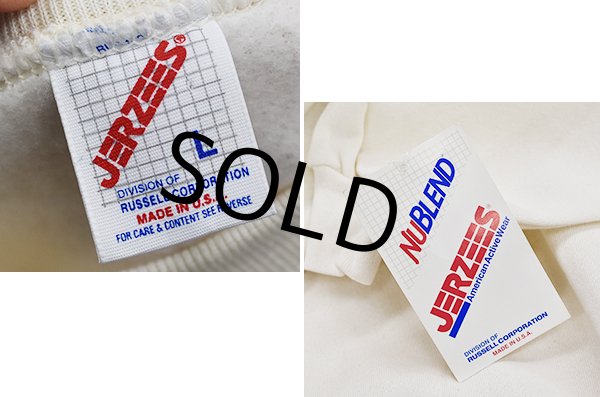 JERZEES®
L
DIVISION OF
RUSSELL CORPORATION
MADE IN U.S.A.
FOR CARE & CONTENT SEE REVERSE
SOLD
NUBLEND
JERZEES®
American Active Wear
DIVISION OF
RUSSELL CORPORATION
MADE IN U.S.A.